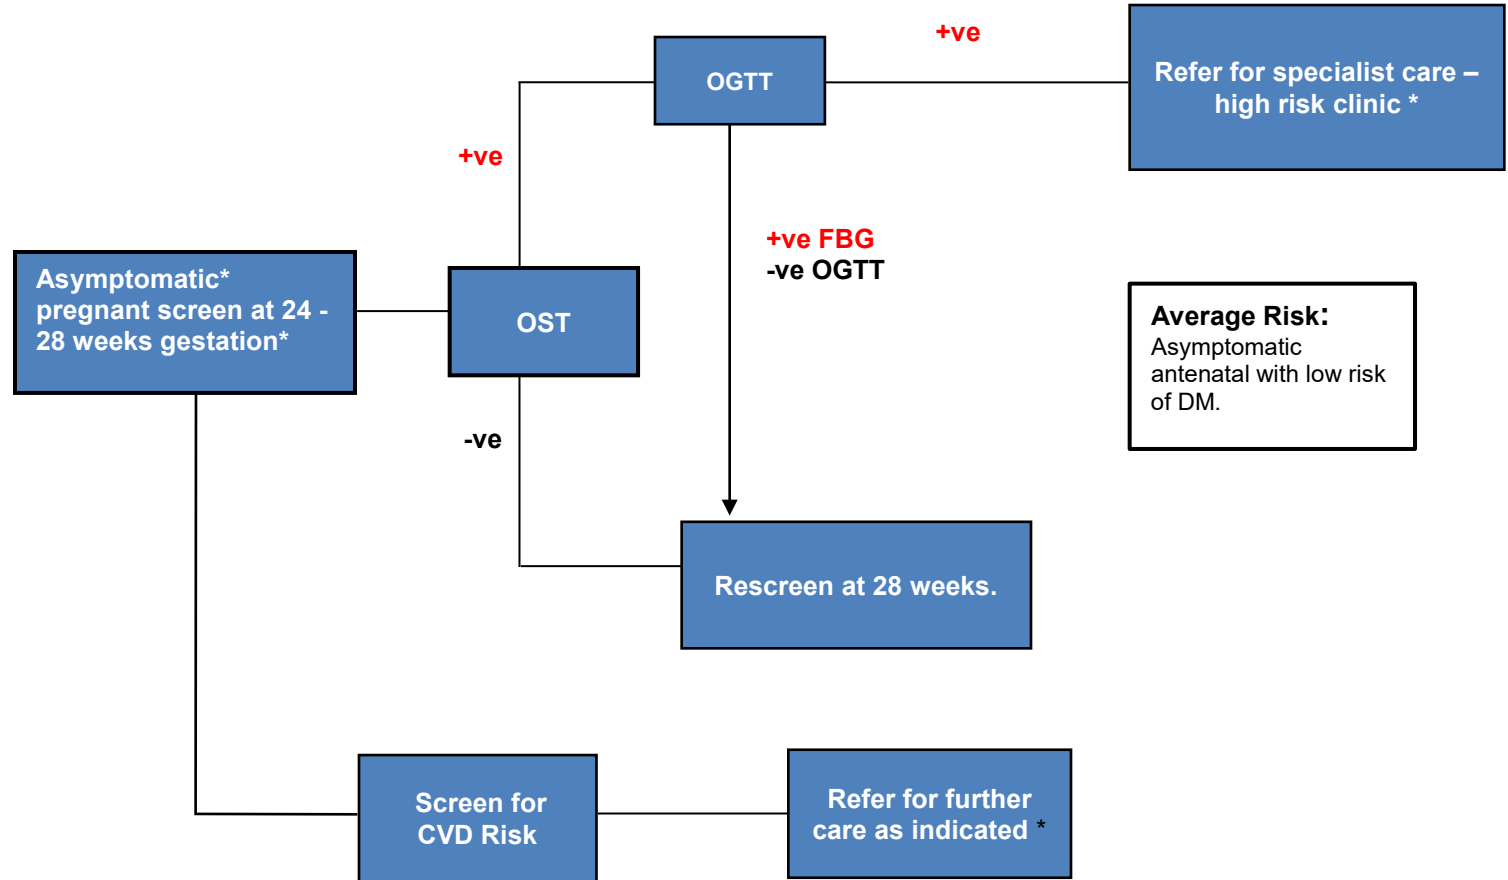 +ve
OGTT
Refer for specialist care –
high risk clinic *
+ve
+ve FBG
-ve OGTT
Asymptomatic*
pregnant screen at 24 -
28 weeks gestation*
OST
Average Risk:
Asymptomatic
antenatal with low risk
of DM.
-ve
Rescreen at 28 weeks.
Screen for
CVD Risk
Refer for further
care as indicated *